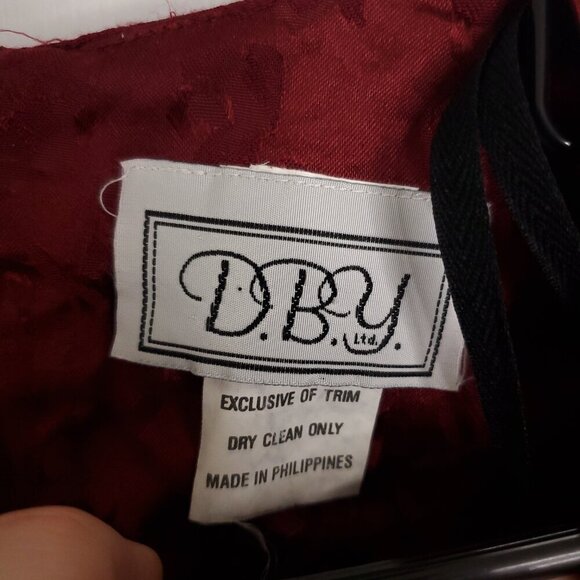 D.B.Y.
Ltd.
EXCLUSIVE OF TRIM
DRY CLEAN ONLY
MADE IN PHILIPPINES